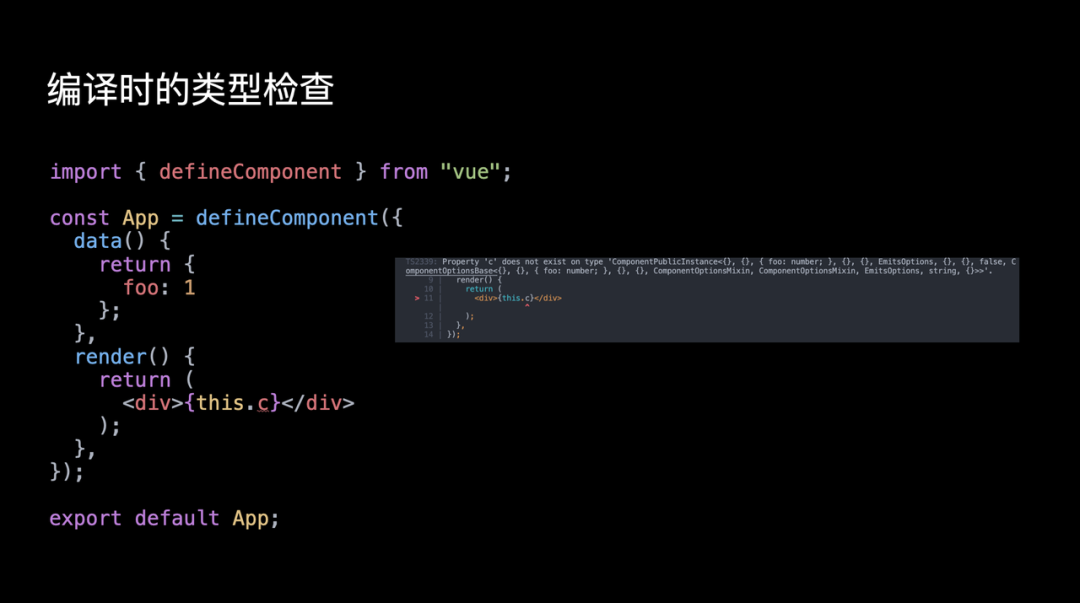 编译时的类型检查
import { defineComponent } from "vue";
const App = defineComponent({
  data() {
    return {
      foo: 1
    };
  },
  render() {
    return (
      <div>{this.c}</div>
    );
  },
});
export default App;
TS2339: Property 'c' does not exist on type 'ComponentPublicInstance<{}, {}, { foo: number; }, {}, {}, EmitsOptions, {}, {}, false, C
omponentOptionsBase<{}, {}, { foo: number; }, {}, {}, ComponentOptionsMixin, ComponentOptionsMixin, EmitsOptions, string, {}>>'.
9 | render() {
10 | return (
> 11 | <div>{this.c}</div>
| ^
12 | );
13 | },
14 | });